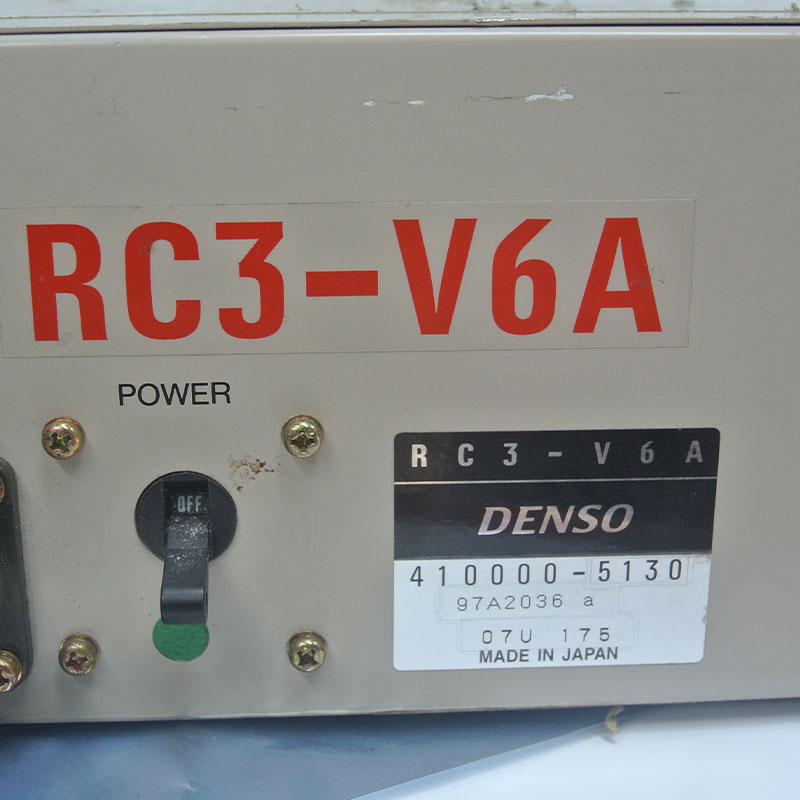 RC3-V6A
POWER
OFF
RC3-V6A
DENSO
410000-5130
97A2036 a
07U 175
MADE IN JAPAN